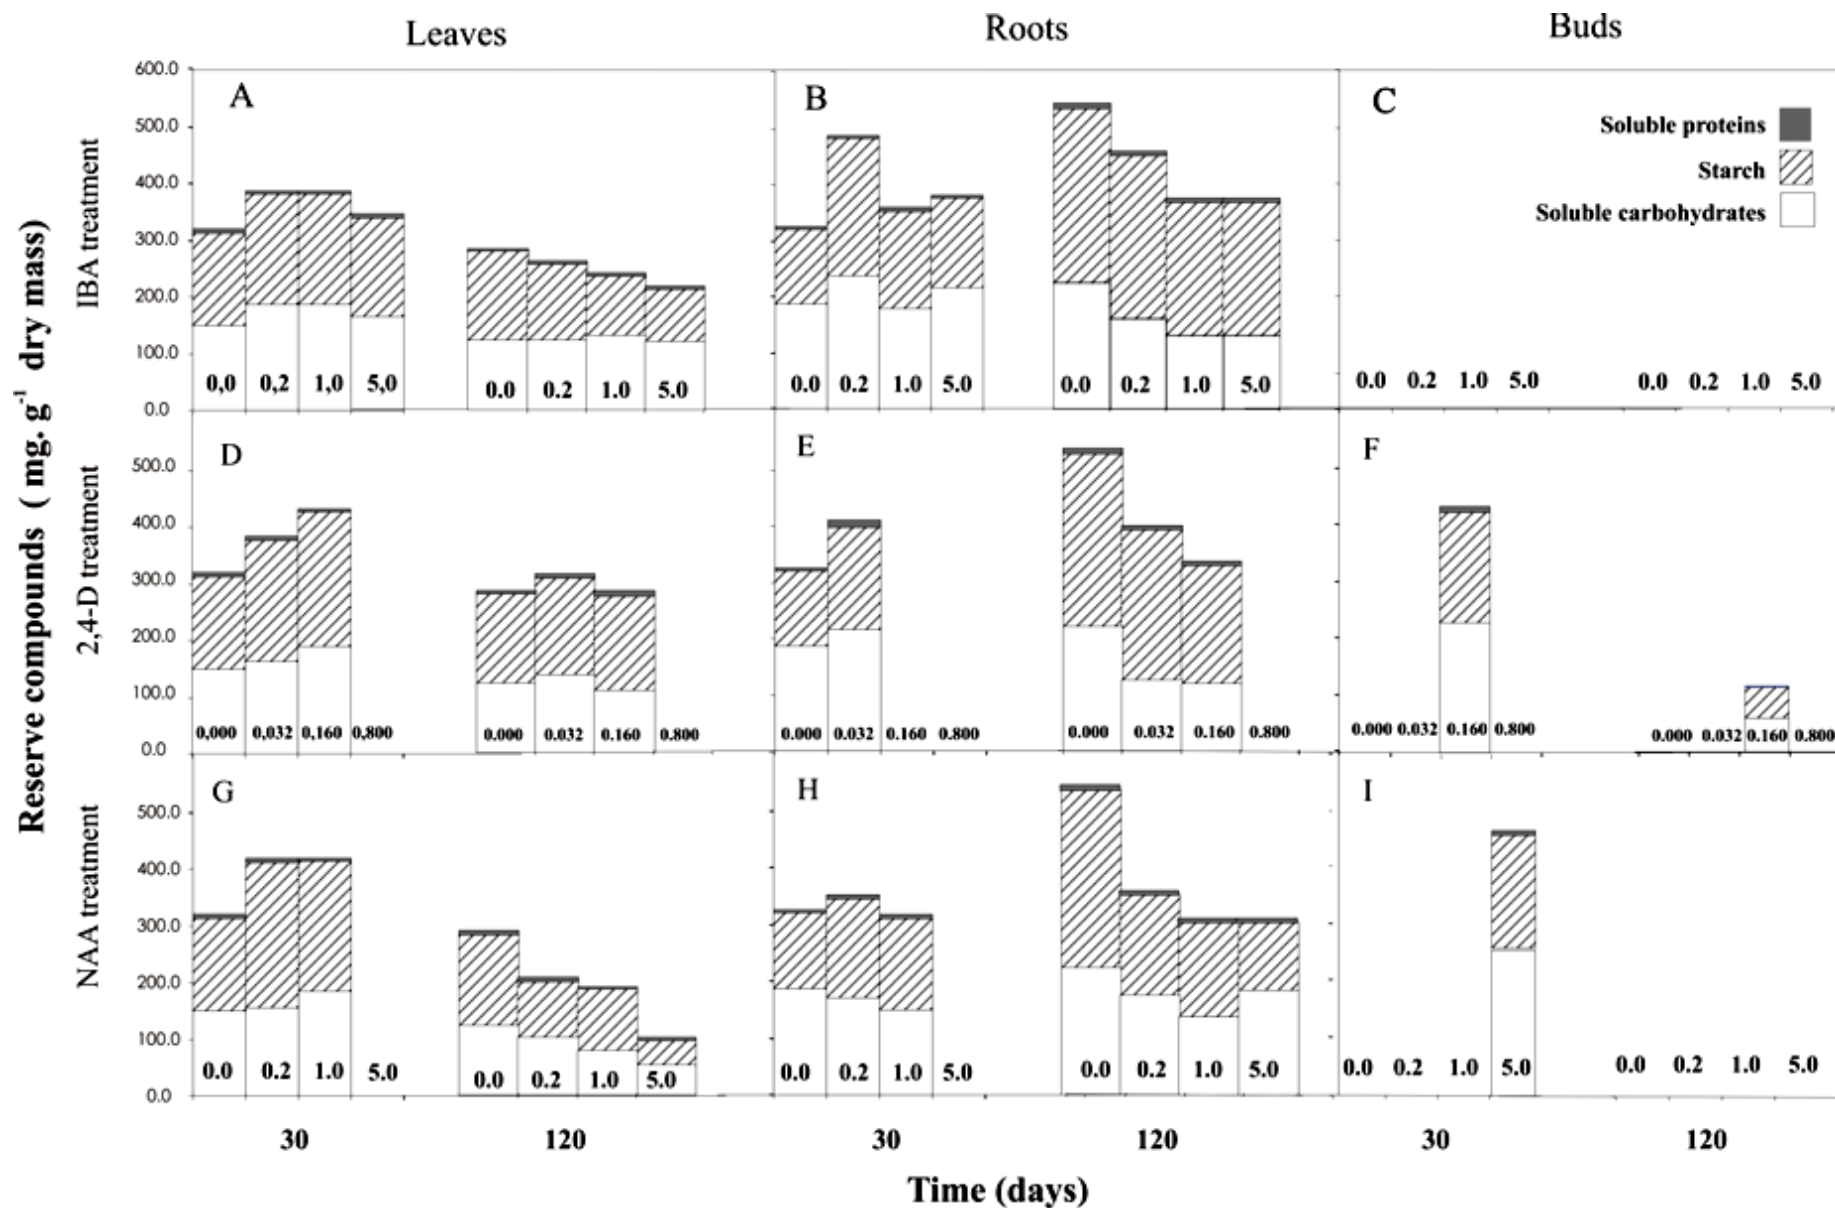 Leaves
Roots
Buds
Reserve compounds ( mg. g-1 dry mass)
IBA treatment
600.0
500.0
400.0
300.0
200.0
100.0
0.0
A
0,0 0,2 1,0 5,0
0.0 0.2 1.0 5.0
B
0.0 0.2 1.0 5.0
0.0 0.2 1.0 5.0
C
Soluble proteins
Starch
Soluble carbohydrates
0.0 0.2 1.0 5.0
0.0 0.2 1.0 5.0
2,4-D treatment
500.0
400.0
300.0
200.0
100.0
0.0
D
0.000 0,032 0,160 0,800
0.000 0.032 0.160 0.800
E
0.000 0.032 0.160 0.800
0.000 0.032 0.160 0.800
F
0.000 0.032 0.160 0.800
0.000 0.032 0.160 0.800
NAA treatment
500.0
400.0
300.0
200.0
100.0
0.0
G
0.0 0.2 1.0 5.0
0.0 0.2 1.0 5.0
H
0.0 0.2 1.0 5.0
0.0 0.2 1.0 5.0
I
0.0 0.2 1.0 5.0
0.0 0.2 1.0 5.0
30 120 30 120 30 120
Time (days)